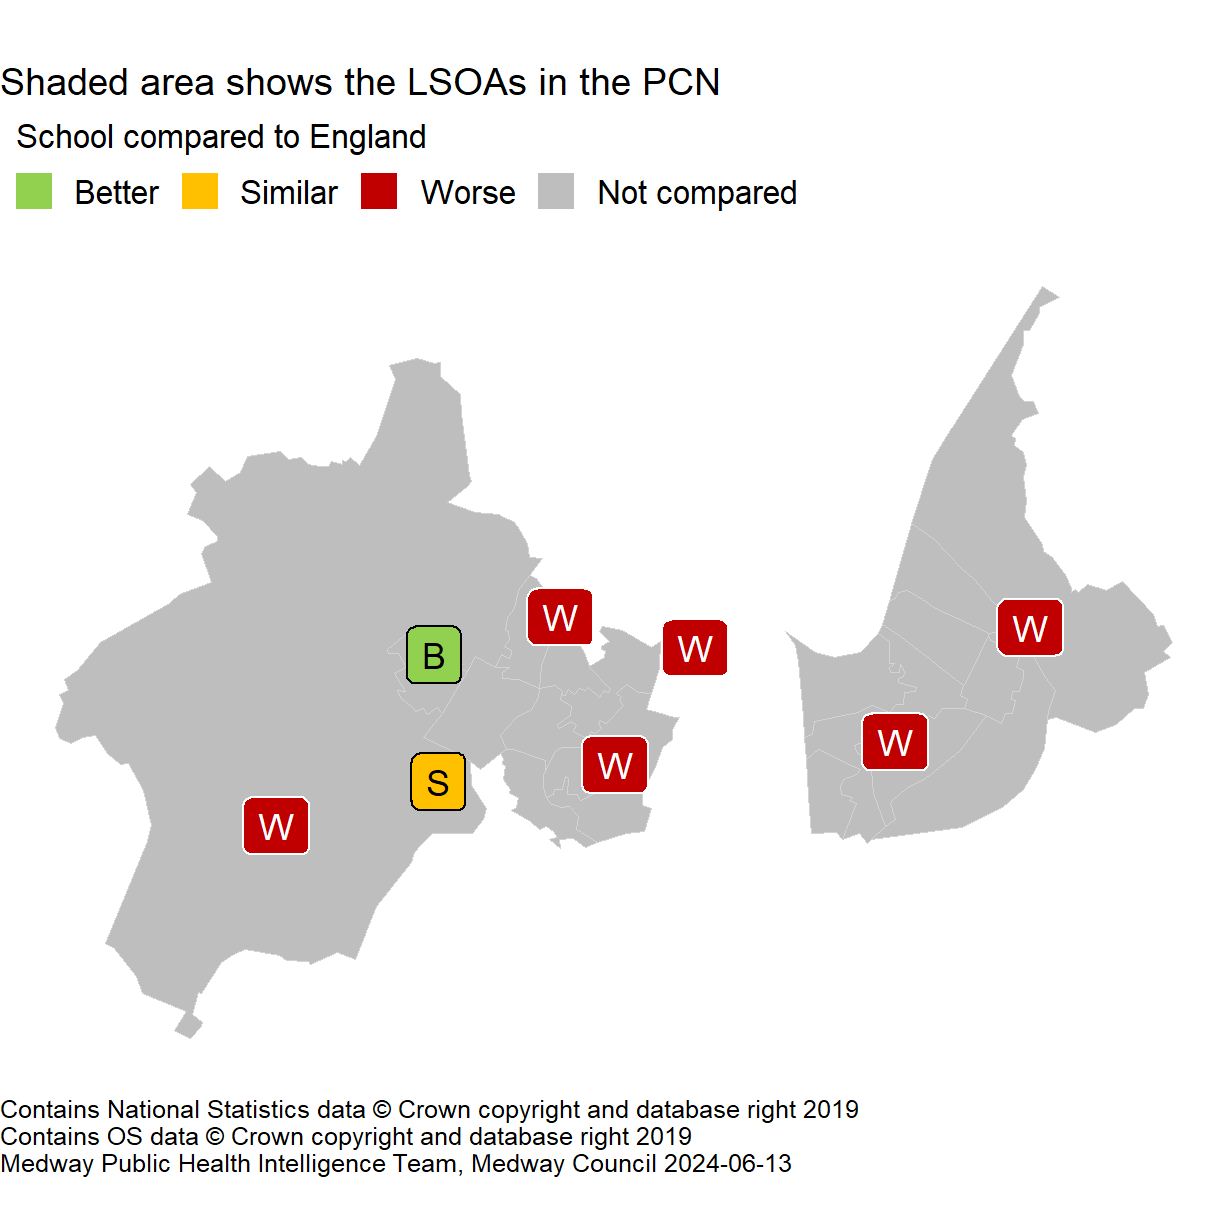 Shaded area shows the LSOAs in the PCN
School compared to England
Better Similar Worse Not compared
W
W
B
W
W
W
S
W
Contains National Statistics data © Crown copyright and database right 2019
Contains OS data © Crown copyright and database right 2019
Medway Public Health Intelligence Team, Medway Council 2024-06-13